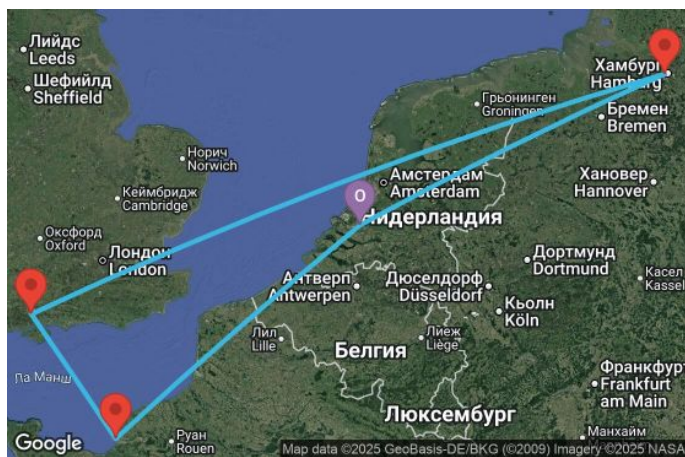 Лийдс
Leeds
Шефийлд
Sheffield
Норич
Norwich
Кеймбридж
Cambridge
Оксфорд
Oxford
Лондон
London
Ла Манш
Хамбург
Hamburg
Грьонинген
Groningen
Бремен
Bremen
Амстердам
Amsterdam
Хановер
Hannover
О
Нидерландия
Дортмунд
Dortmund
Антверп
Antwerpen
Дюселдорф
Düsseldorf
Касел
Kassel
Кьолн
Köln
Лил
Lille
Лиеж
Liège
Белгия
Франкфурт
Frankfurt
am Main
Люксембург
Руан
Rouen
Манхайм
Google
Map data ©2025 GeoBasis-DE/BKG (©2009) Imagery ©2025 NASA